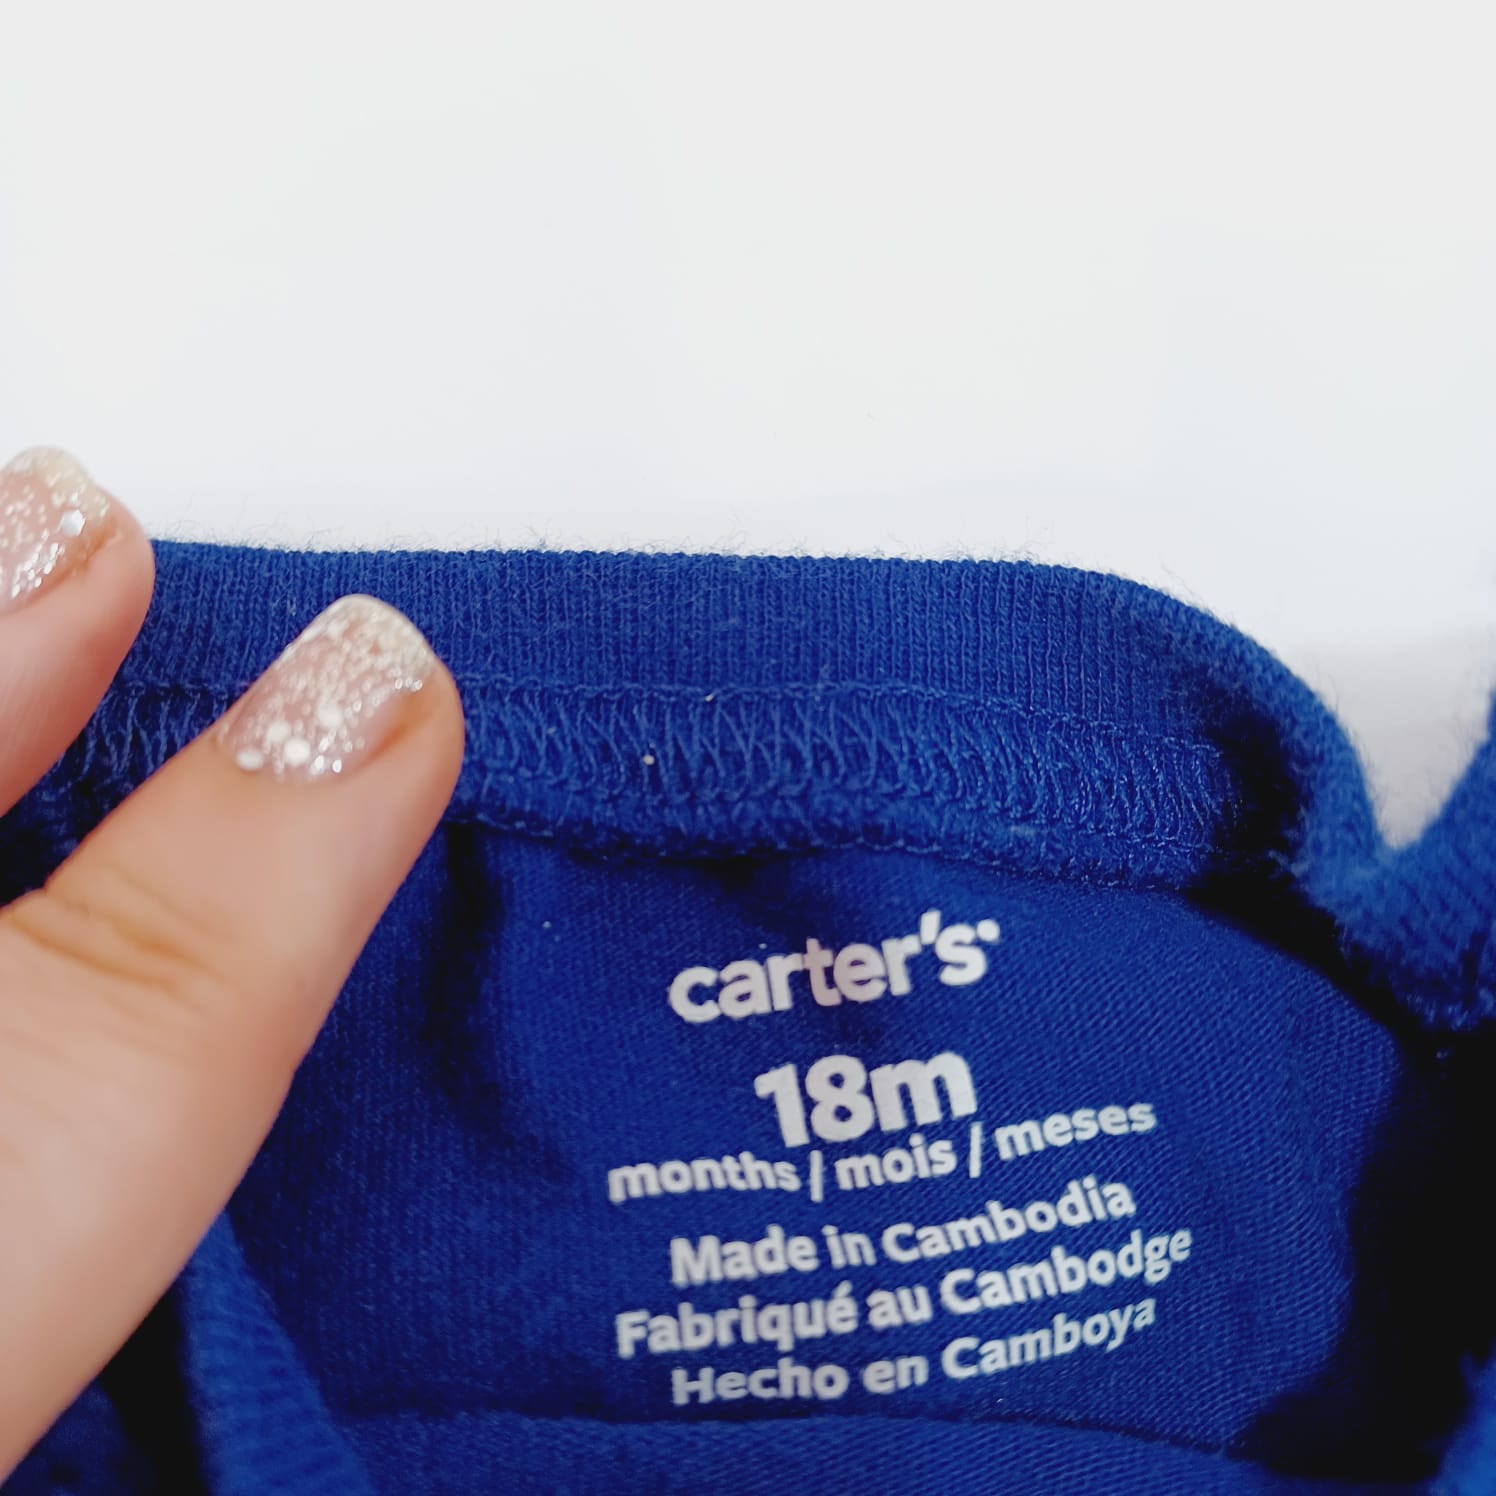 carter's
18m
months / mois / meses
Made in Cambodia
Fabriqué au Cambodge
Hecho en Camboya